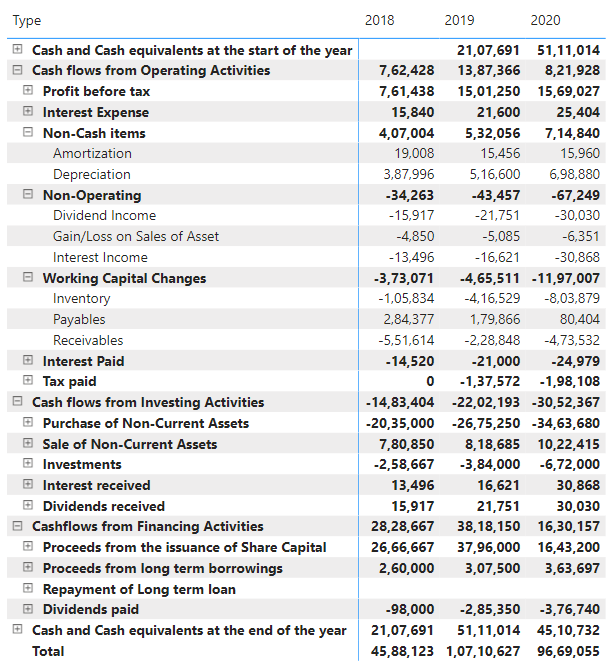 Type 2018 2019 2020
Cash and Cash equivalents at the start of the year 21,07,691 51,11,014
Cash flows from Operating Activities 7,62,428 13,87,366 8,21,928
Profit before tax 7,61,438 15,01,250 15,69,027
Interest Expense 15,840 21,600 25,404
Non-Cash items 4,07,004 5,32,056 7,14,840
Amortization 19,008 15,456 15,960
Depreciation 3,87,996 5,16,600 6,98,880
Non-Operating -34,263 -43,457 -67,249
Dividend Income -15,917 -21,751 -30,030
Gain/Loss on Sales of Asset -4,850 -5,085 -6,351
Interest Income -13,496 -16,621 -30,868
Working Capital Changes -3,73,071 -4,65,511 -11,97,007
Inventory -1,05,834 -4,16,529 -8,03,879
Payables 2,84,377 1,79,866 80,404
Receivables -5,51,614 -2,28,848 -4,73,532
Interest Paid -14,520 -21,000 -24,979
Tax paid 0 -1,37,572 -1,98,108
Cash flows from Investing Activities -14,83,404 -22,02,193 -30,52,367
Purchase of Non-Current Assets -20,35,000 -26,75,250 -34,63,680
Sale of Non-Current Assets 7,80,850 8,18,685 10,22,415
Investments -2,58,667 -3,84,000 -6,72,000
Interest received 13,496 16,621 30,868
Dividends received 15,917 21,751 30,030
Cashflows from Financing Activities 28,28,667 38,18,150 16,30,157
Proceeds from the issuance of Share Capital 26,66,667 37,96,000 16,43,200
Proceeds from long term borrowings 2,60,000 3,07,500 3,63,697
Repayment of Long term loan
Dividends paid -98,000 -2,85,350 -3,76,740
Cash and Cash equivalents at the end of the year 21,07,691 51,11,014 45,10,732
Total 45,88,123 1,07,10,627 96,69,055